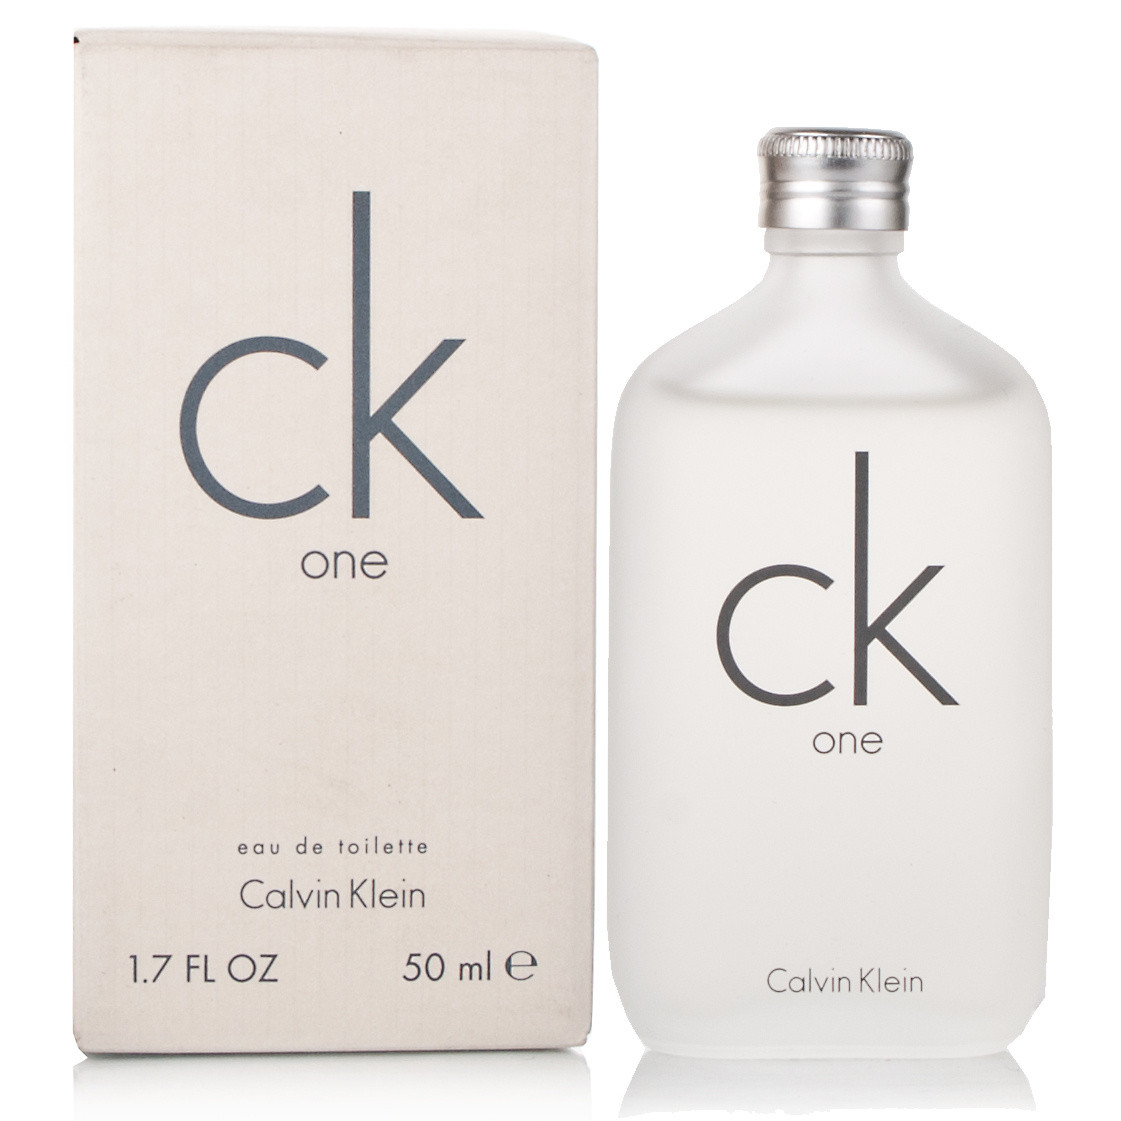 ck
one
eau de toilette
Calvin Klein
1.7 FL OZ 50 ml ℮
ck
one
Calvin Klein